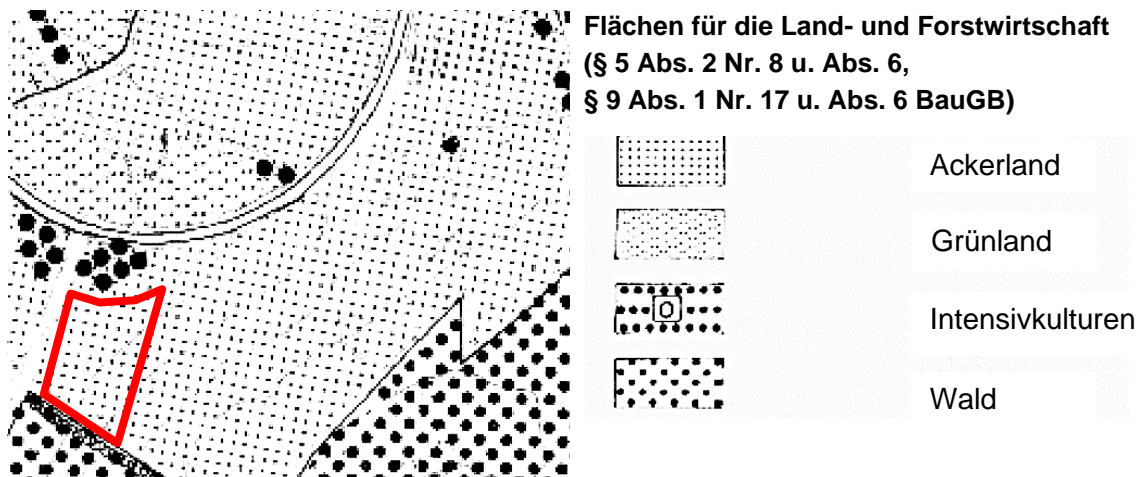 Flächen für die Land- und Forstwirtschaft
(§ 5 Abs. 2 Nr. 8 u. Abs. 6,
§ 9 Abs. 1 Nr. 17 u. Abs. 6 BauGB)
Ackerland
Grünland
O
Intensivkulturen
Wald